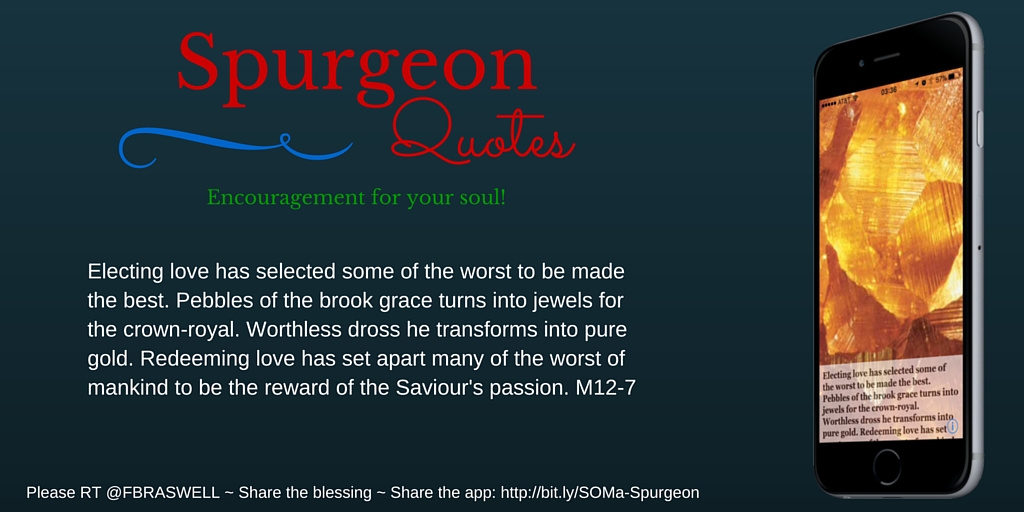 Spurgeon
Quotes
Encouragement for your soul!
Electing love has selected some of the worst to be made
the best. Pebbles of the brook grace turns into jewels for
the crown-royal. Worthless dross he transforms into pure
gold. Redeeming love has set apart many of the worst of
mankind to be the reward of the Saviour's passion. M12-7
Please RT @FBRASWELL ~ Share the blessing ~ Share the app: http://bit.ly/SOMa-Spurgeon
AT&T 03:36 57%
Electing love has selected some of
the worst to be made the best.
Pebbles of the brook grace turns into
jewels for the crown-royal.
Worthless dross he transforms into
pure gold. Redeeming love has set